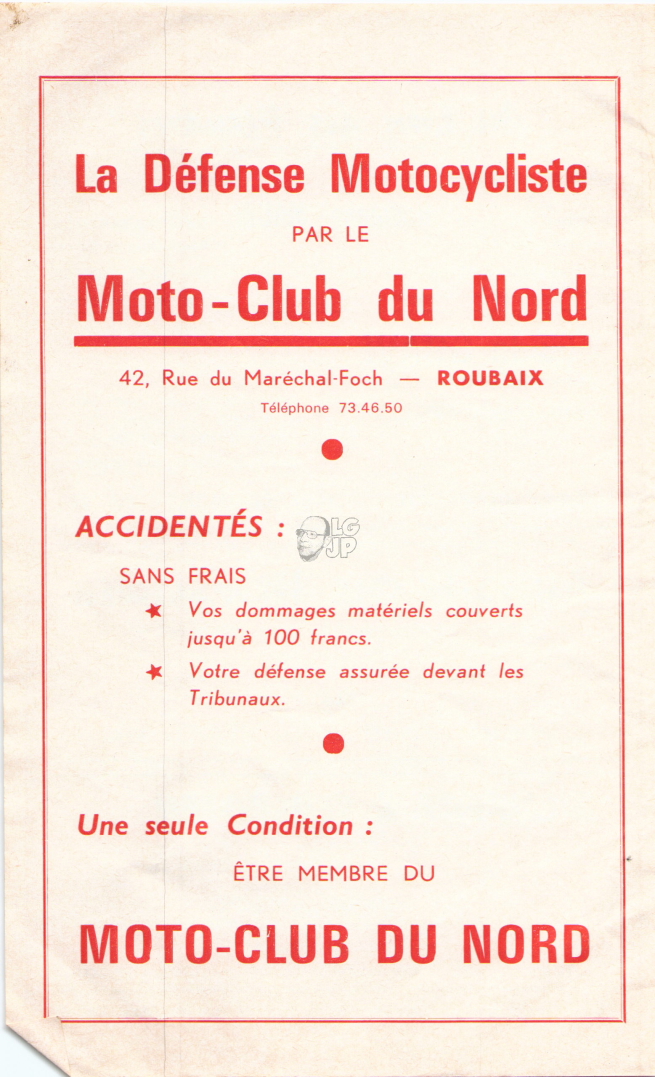 La Défense Motocycliste
PAR LE
Moto-Club du Nord
42, Rue du Maréchal-Foch — ROUBAIX
Téléphone 73.46.50
ACCIDENTÉS :
LG
JP
SANS FRAIS
★ Vos dommages matériels couverts
jusqu'à 100 francs.
★ Votre défense assurée devant les
Tribunaux.
Une seule Condition :
ÊTRE MEMBRE DU
MOTO-CLUB DU NORD